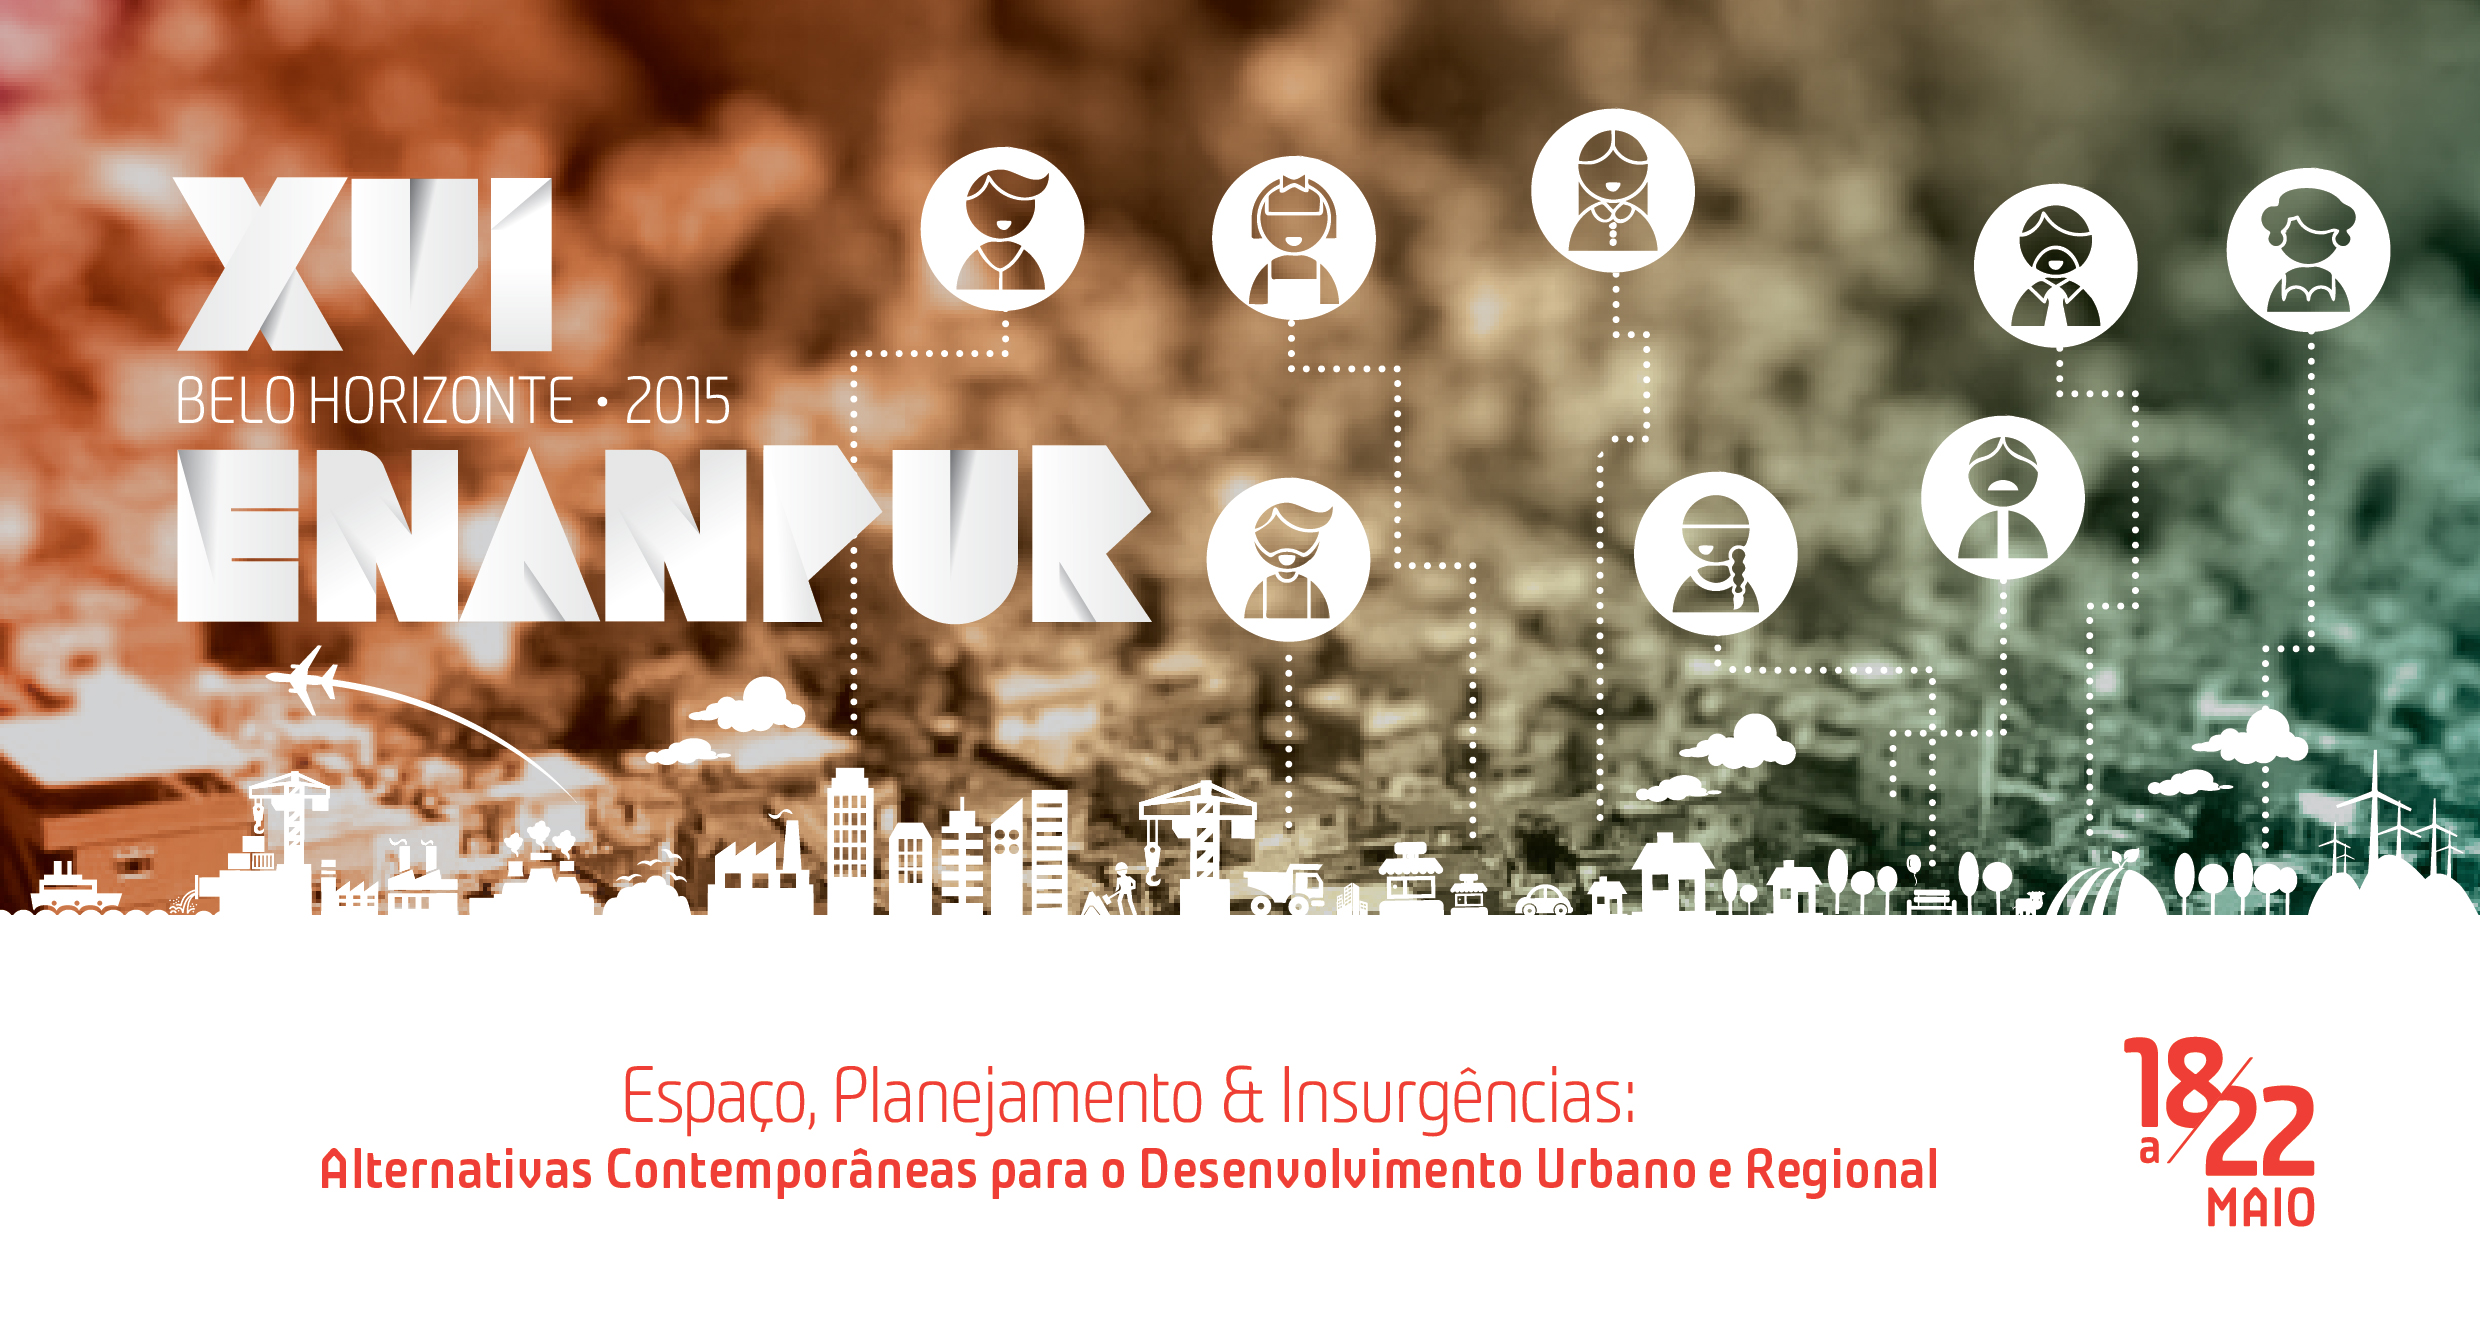 XVI
BELO HORIZONTE • 2015
ENANPUR
Espaço, Planejamento & Insurgências:
Alternativas Contemporâneas para o Desenvolvimento Urbano e Regional
18 a 22
MAIO